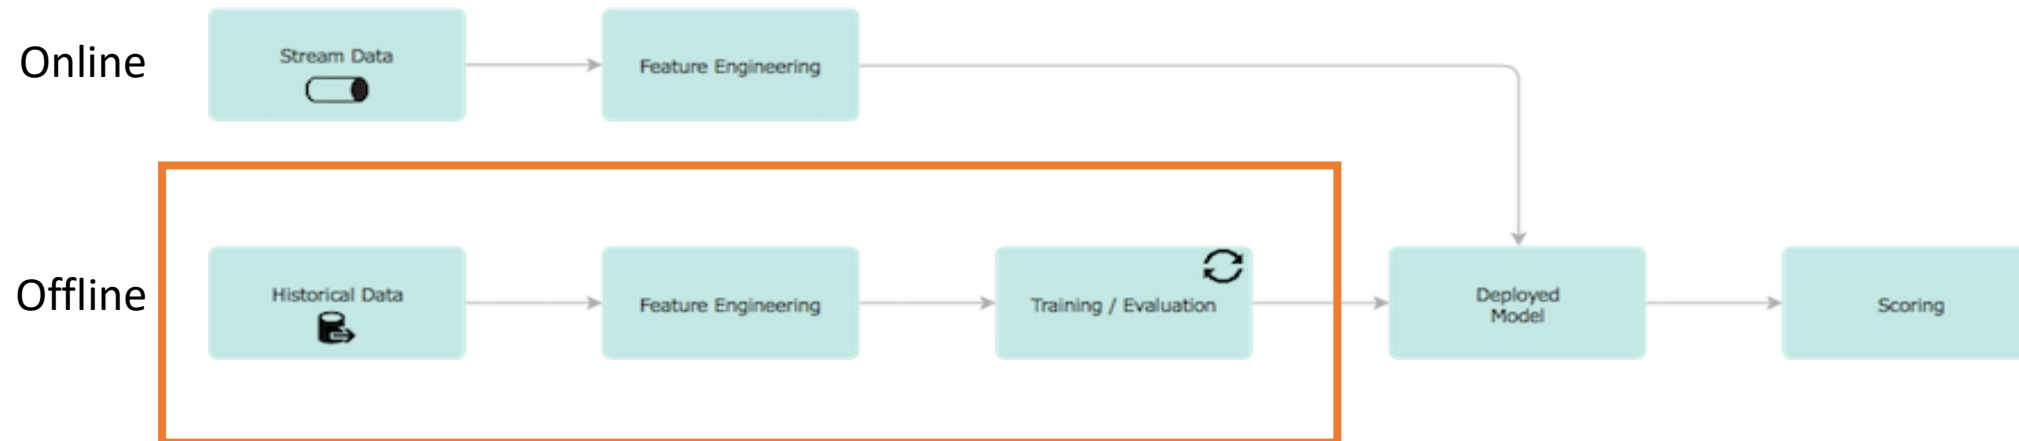 Online
Stream Data
Feature Engineering
Offline
Historical Data
Feature Engineering
Training / Evaluation
Deployed
Model
Scoring